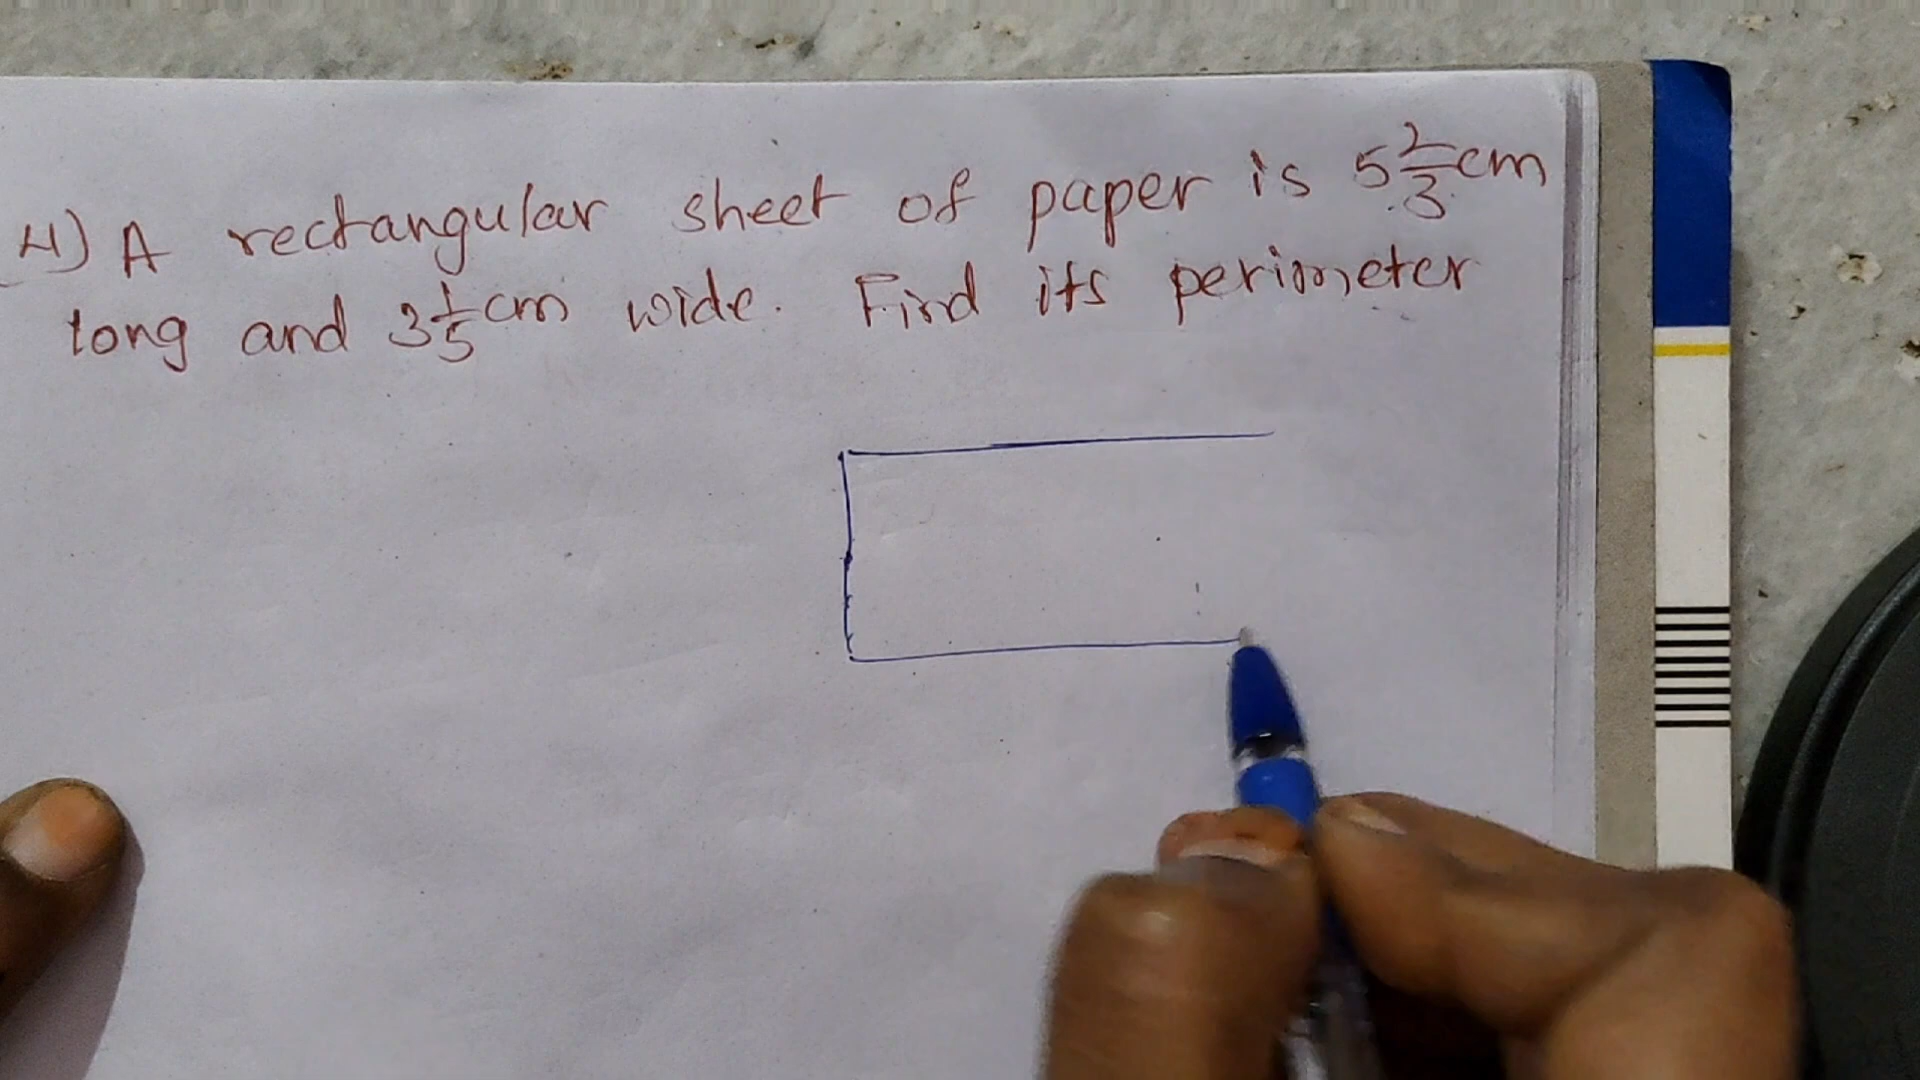 4) A rectangular sheet of paper is 5 2/3 cm
long and 3 1/5 cm wide. Find its perimeter